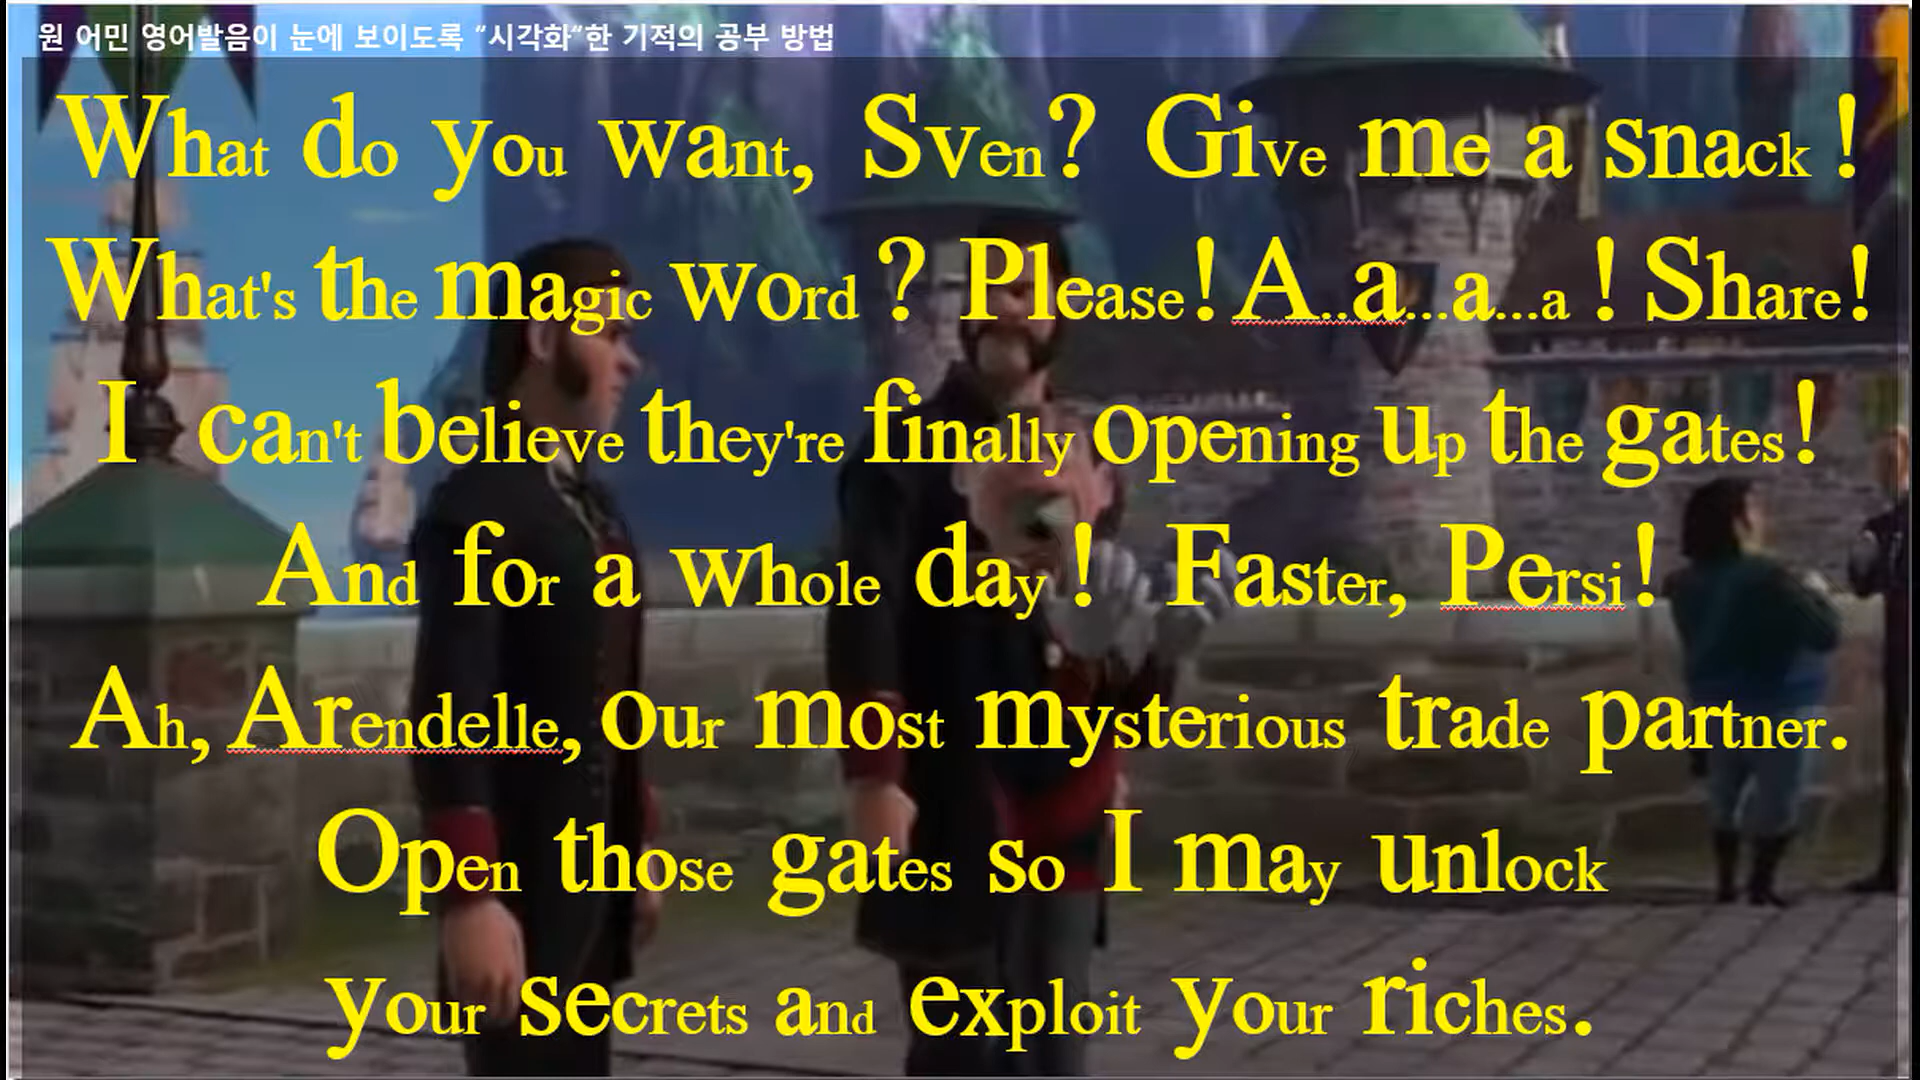 원 어민 영어발음이 눈에 보이도록 “시각화“한 기적의 공부 방법
What do you want, Sven? Give me a snack !
What's the magic word ? Please! A..a...a...a ! Share!
I can't believe they're finally opening up the gates!
And for a whole day ! Faster, Persi!
Ah, Arendelle, our most mysterious trade partner.
Open those gates so I may unlock
your secrets and exploit your riches.